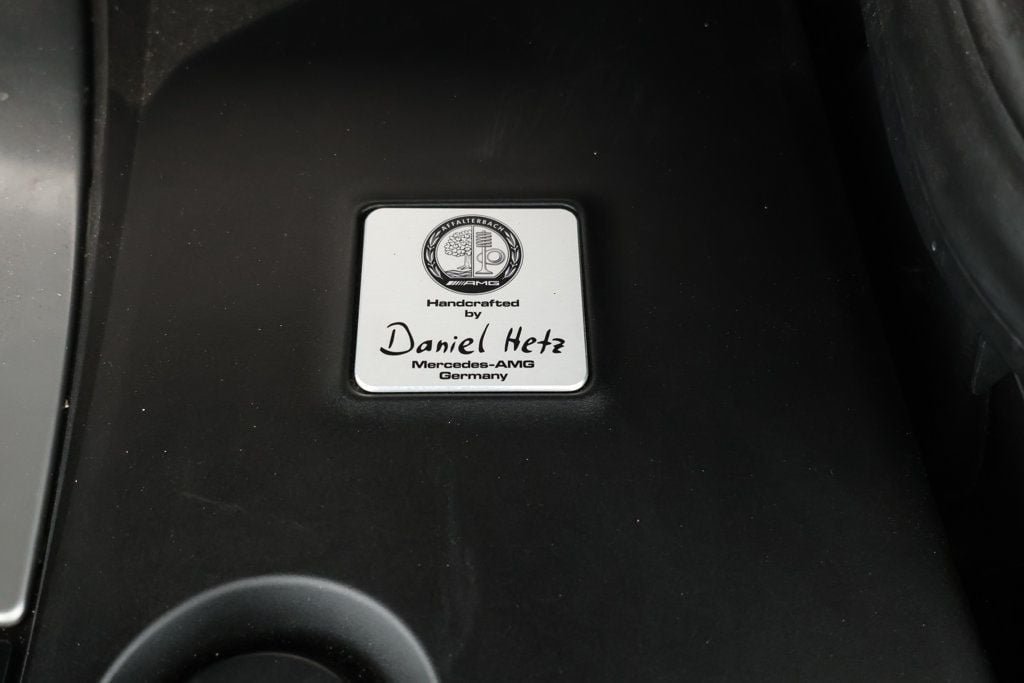 AFFALTERBACH
AMG
Handcrafted
by
Daniel Hetz
Mercedes-AMG
Germany